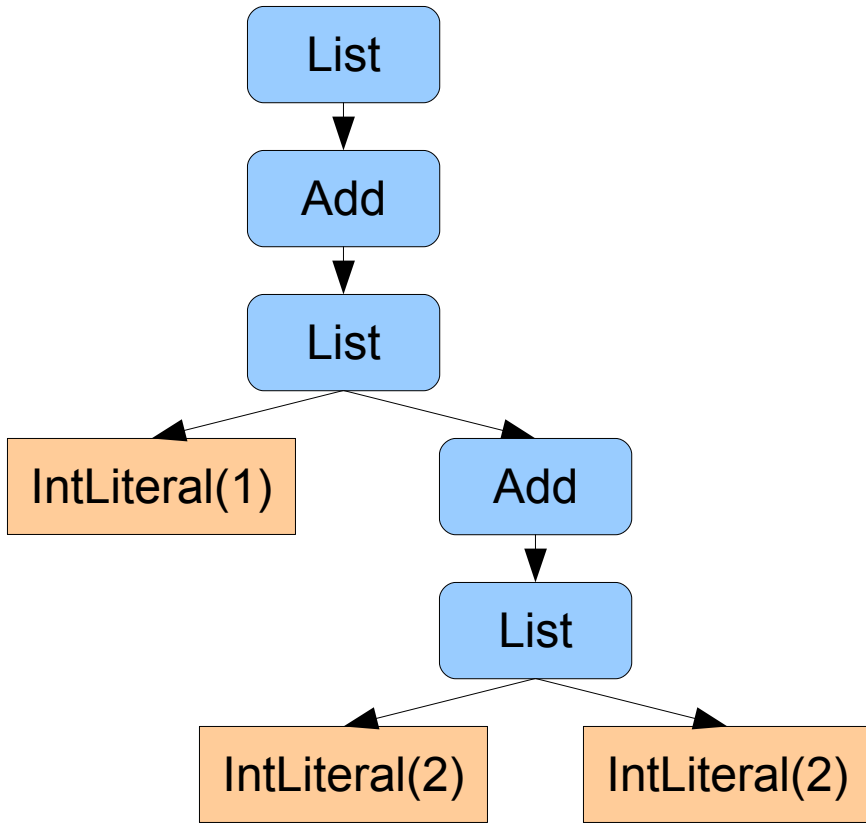 List
Add
List
IntLiteral(1)
Add
List
IntLiteral(2)
IntLiteral(2)